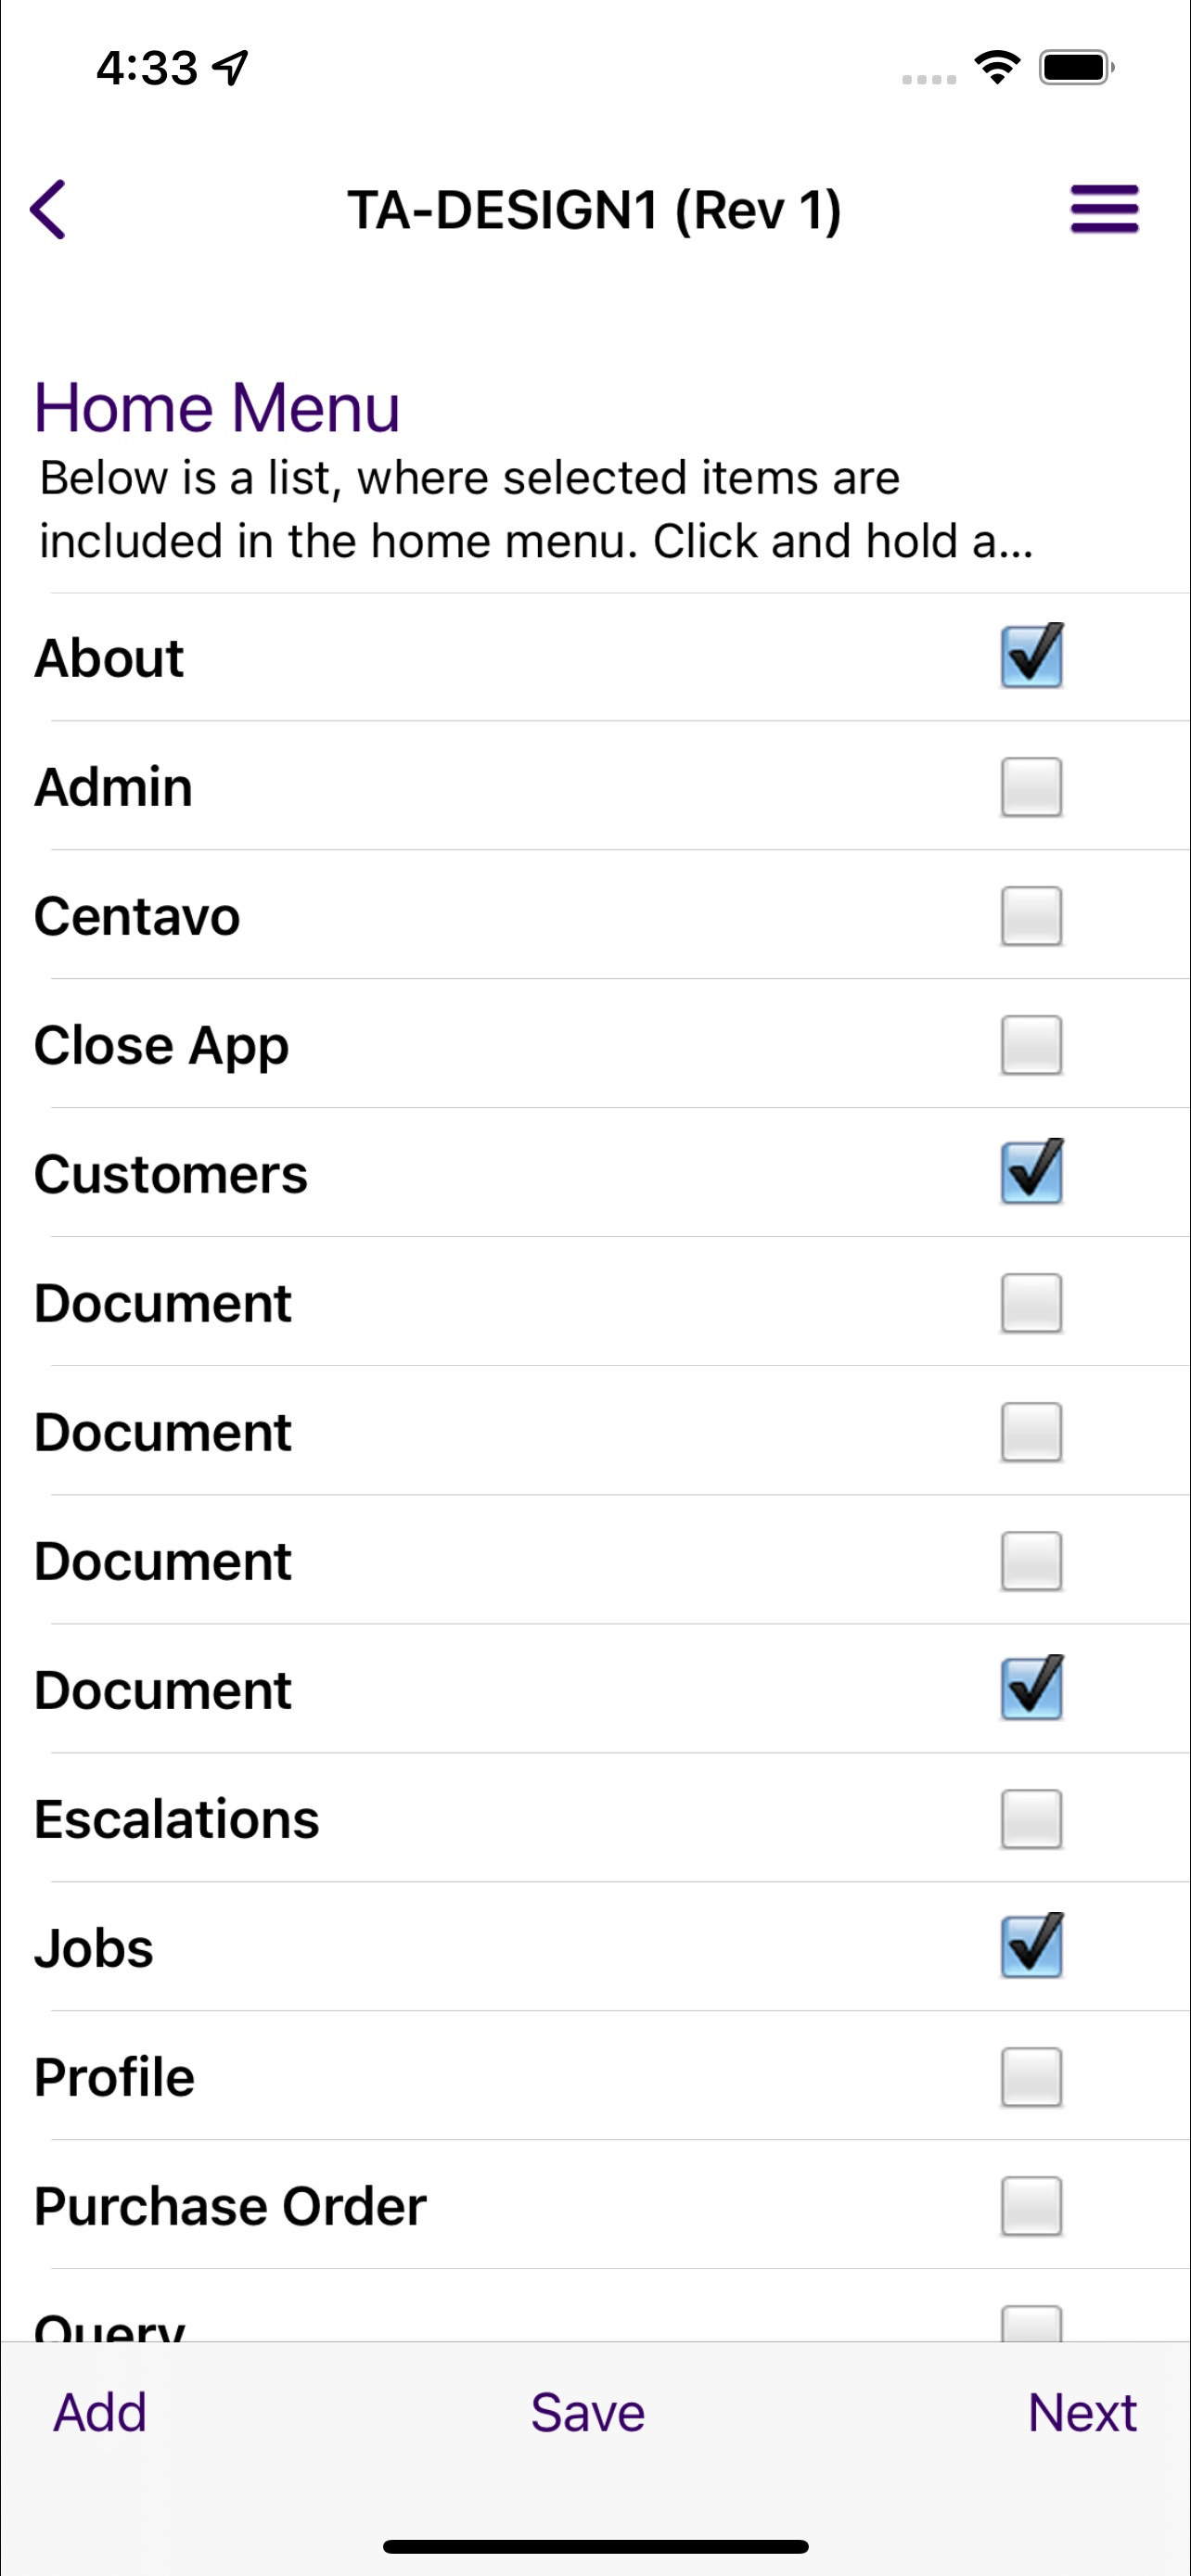 4:33
TA-DESIGN1 (Rev 1)
Home Menu
Below is a list, where selected items are
included in the home menu. Click and hold a...
About
Admin
Centavo
Close App
Customers
Document
Document
Document
Document
Escalations
Jobs
Profile
Purchase Order
Query
Add Save Next